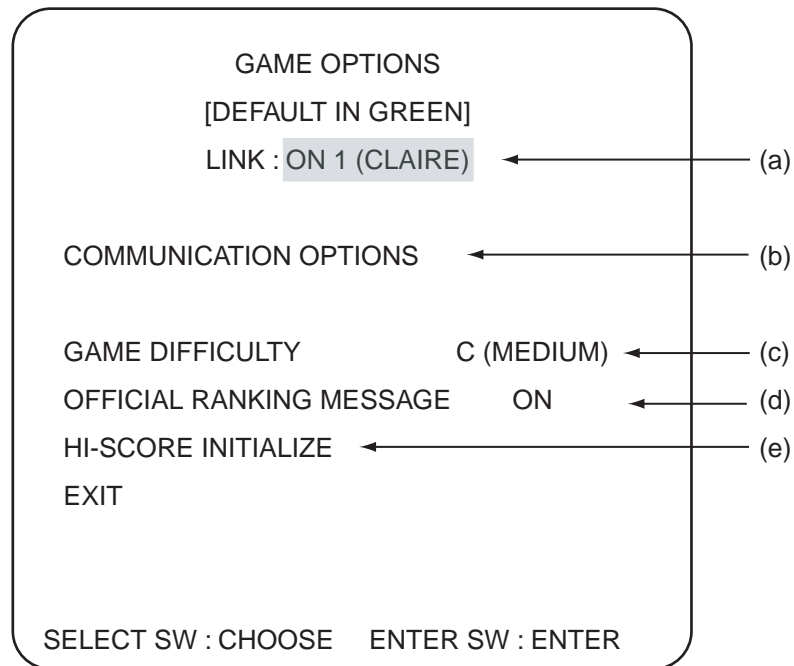 GAME OPTIONS
[DEFAULT IN GREEN]
LINK : ON 1 (CLAIRE) (a)
COMMUNICATION OPTIONS (b)
GAME DIFFICULTY C (MEDIUM) (c)
OFFICIAL RANKING MESSAGE ON (d)
HI-SCORE INITIALIZE (e)
EXIT
SELECT SW : CHOOSE ENTER SW : ENTER